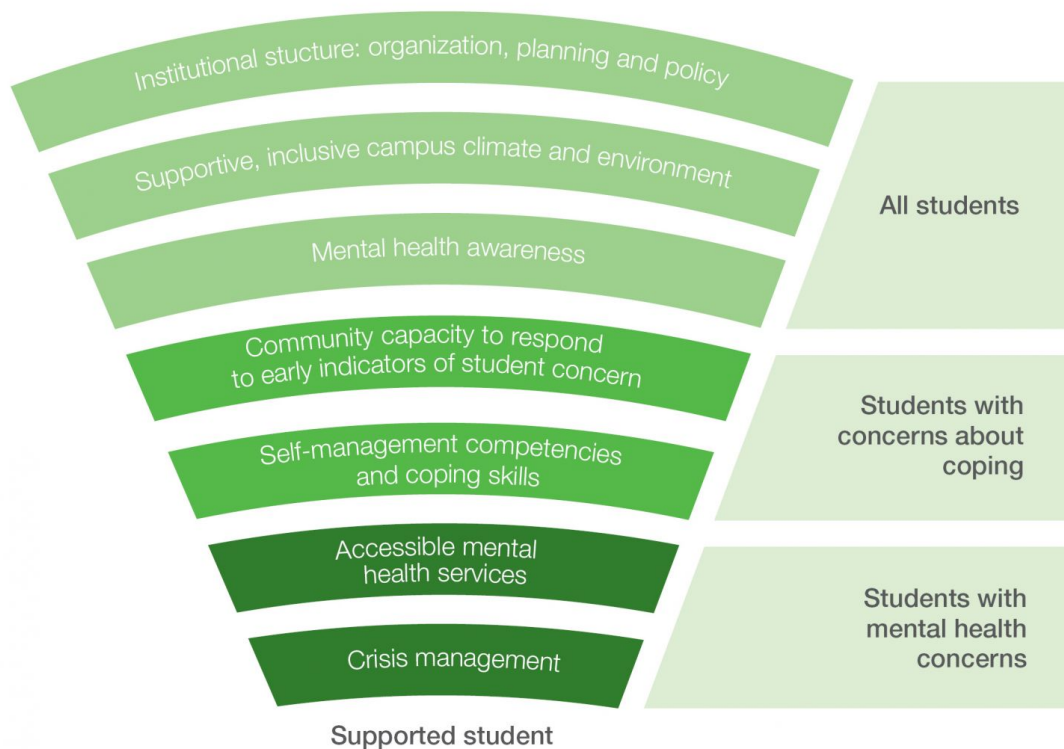 Institutional stucture: organization, planning and policy
Supportive, inclusive campus climate and environment
Mental health awareness
All students
Community capacity to respond
to early indicators of student concern
Self-management competencies
and coping skills
Students with
concerns about
coping
Accessible mental
health services
Crisis management
Students with
mental health
concerns
Supported student